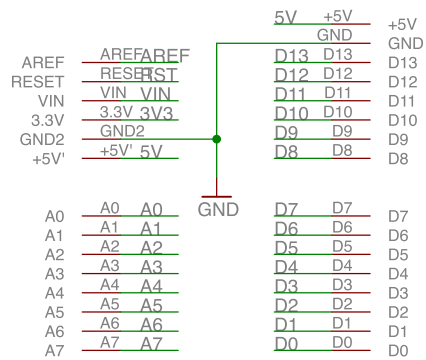 5V +5V +5V
GND GND
AREF AREF AREF D13 D13 D13
RESET RESET RST D12 D12 D12
VIN VIN VIN D11 D11 D11
3.3V 3.3V 3V3 D10 D10 D10
GND2 GND2 D9 D9 D9
+5V' +5V' 5V D8 D8 D8
GND
A0 A0 A0 D7 D7 D7
A1 A1 A1 D6 D6 D6
A2 A2 A2 D5 D5 D5
A3 A3 A3 D4 D4 D4
A4 A4 A4 D3 D3 D3
A5 A5 A5 D2 D2 D2
A6 A6 A6 D1 D1 D1
A7 A7 A7 D0 D0 D0